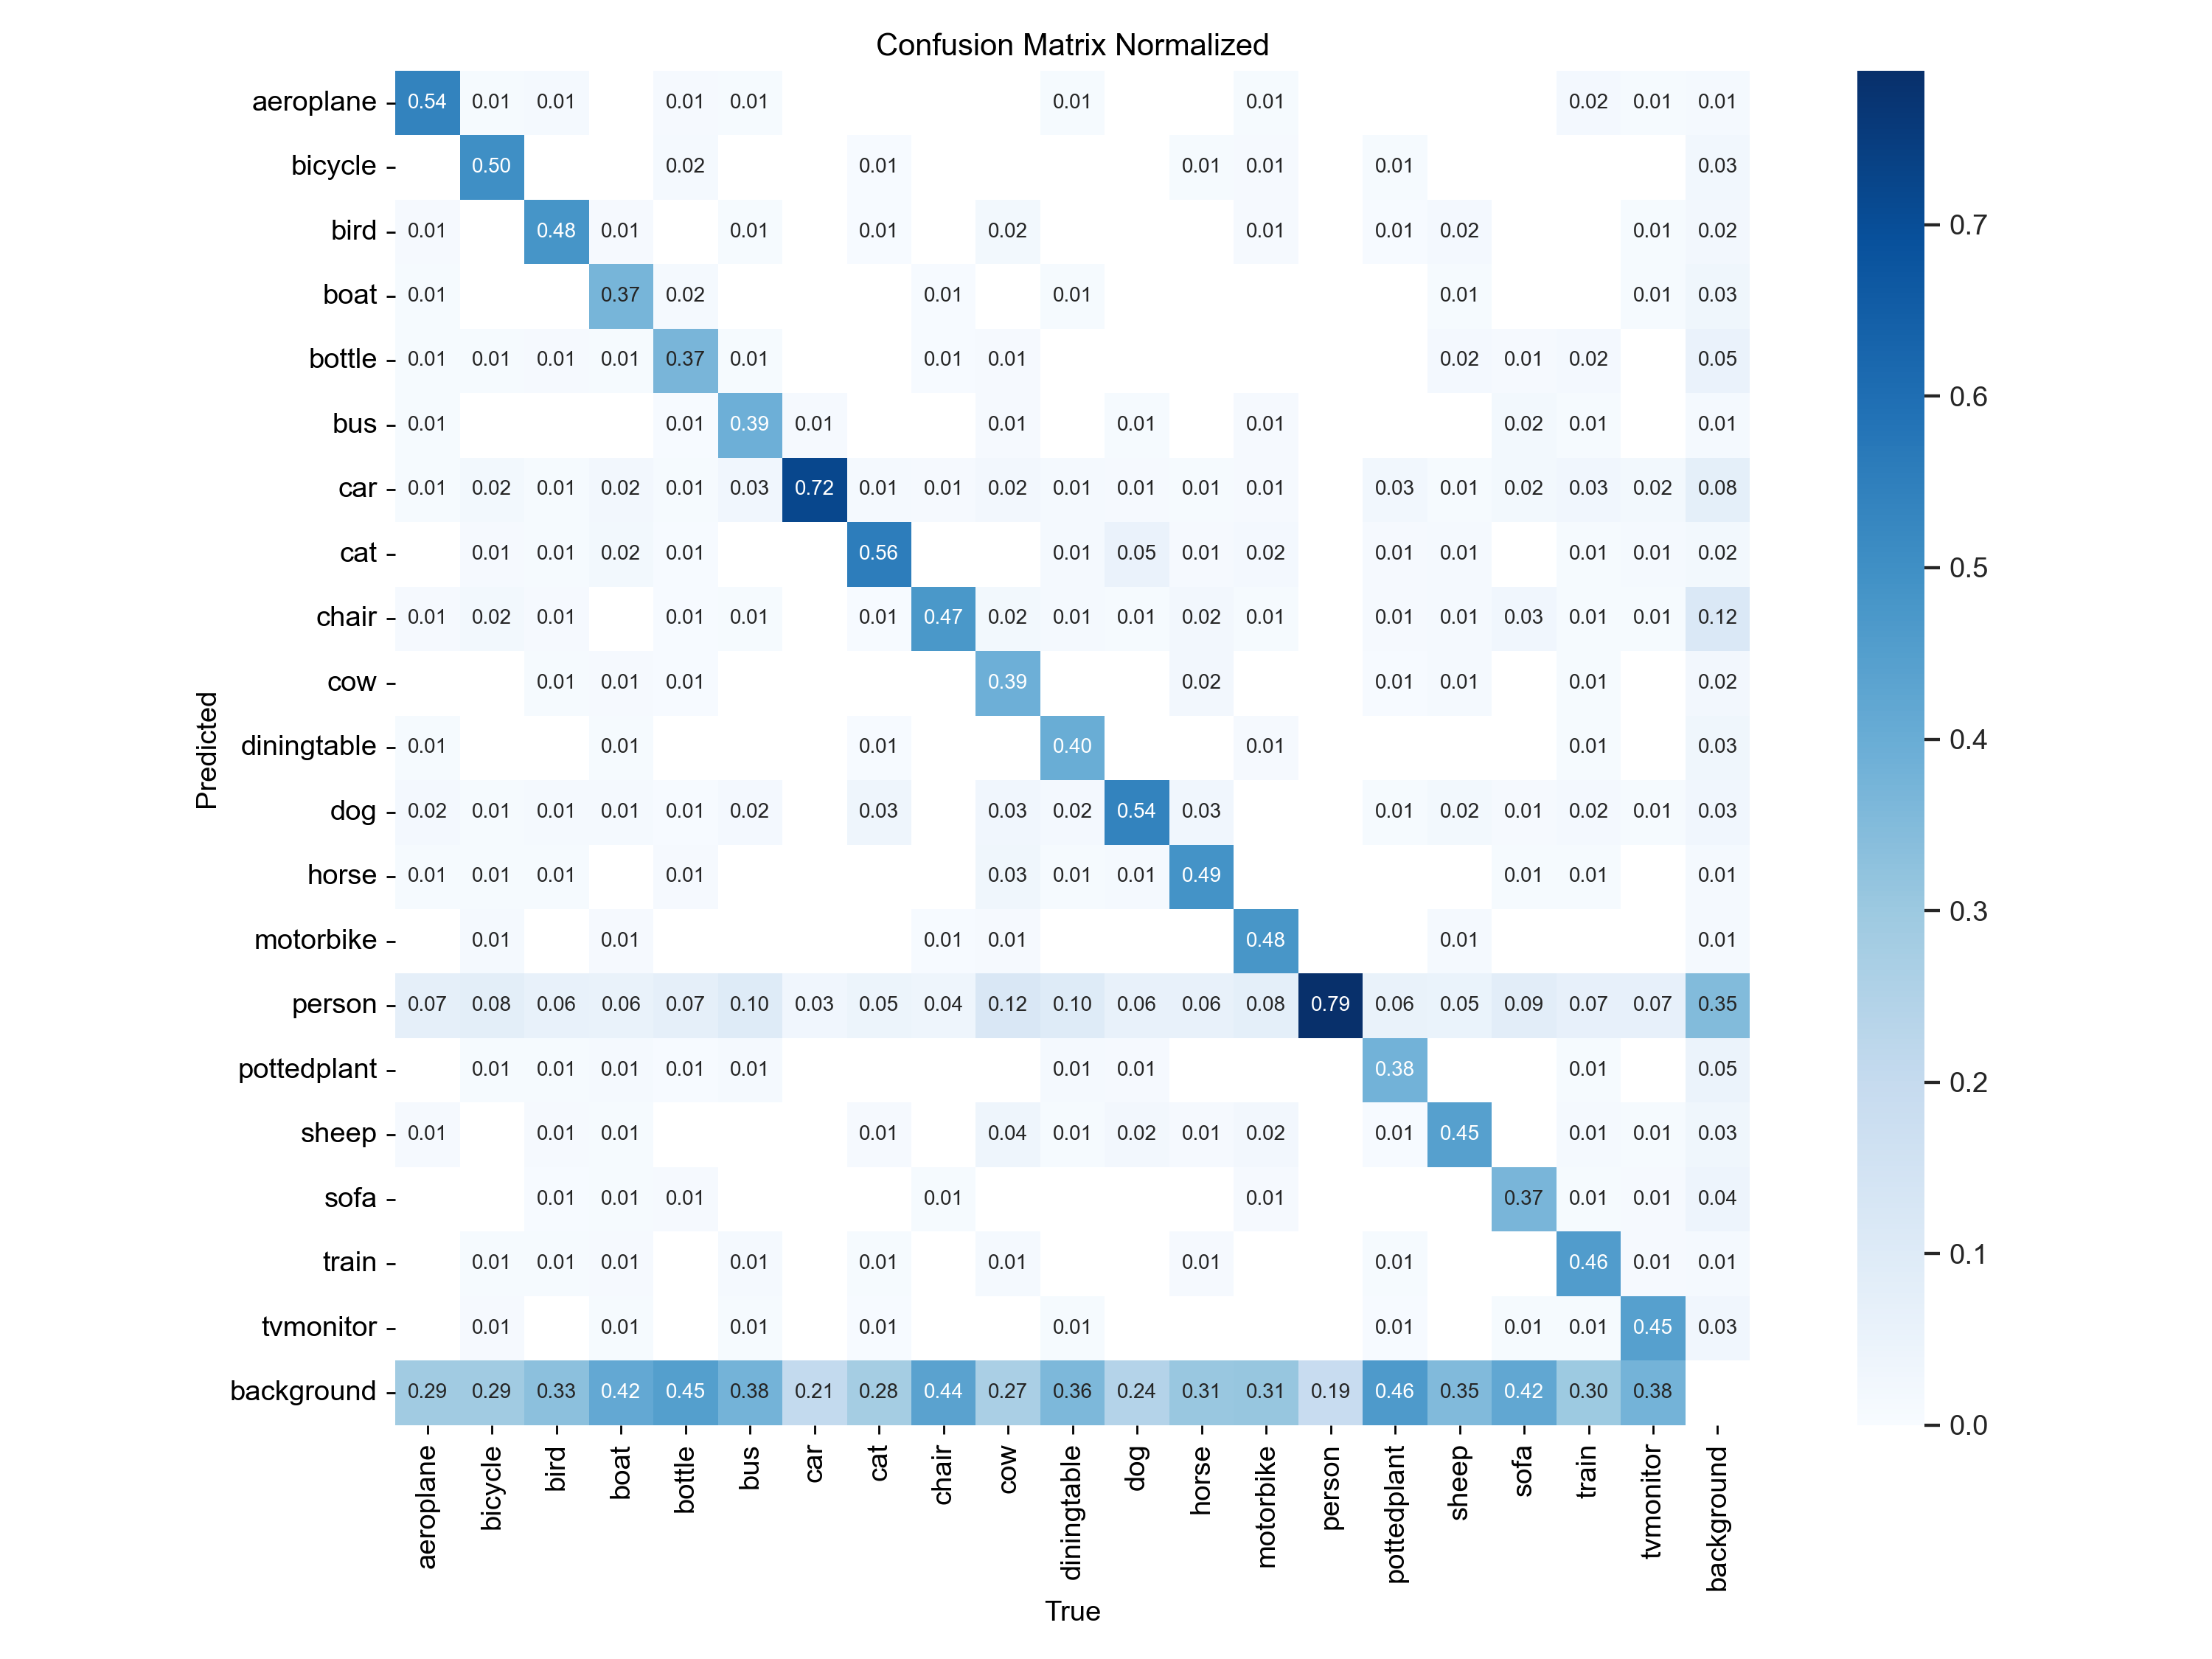 Confusion Matrix Normalized
aeroplane 0.54 0.01 0.01 0.01 0.01 0.01 0.01 0.02 0.01 0.01
bicycle 0.50 0.02 0.01 0.01 0.01 0.01 0.03
bird 0.01 0.48 0.01 0.01 0.01 0.02 0.01 0.01 0.02 0.01 0.02
0.7
boat 0.01 0.37 0.02 0.01 0.01 0.01 0.01 0.03
bottle 0.01 0.01 0.01 0.01 0.37 0.01 0.01 0.01 0.02 0.01 0.02 0.05
0.6
bus 0.01 0.01 0.39 0.01 0.01 0.01 0.01 0.02 0.01 0.01
car 0.01 0.02 0.01 0.02 0.01 0.03 0.72 0.01 0.01 0.02 0.01 0.01 0.01 0.01 0.03 0.01 0.02 0.03 0.02 0.08
cat 0.01 0.01 0.02 0.01 0.56 0.01 0.05 0.01 0.02 0.01 0.01 0.01 0.01 0.02
0.5
chair 0.01 0.02 0.01 0.01 0.01 0.01 0.47 0.02 0.01 0.01 0.02 0.01 0.01 0.01 0.03 0.01 0.01 0.12
cow 0.01 0.01 0.01 0.39 0.02 0.01 0.01 0.01 0.02
Predicted
diningtable 0.01 0.01 0.01 0.40 0.01 0.01 0.03
0.4
dog 0.02 0.01 0.01 0.01 0.01 0.02 0.03 0.03 0.02 0.54 0.03 0.01 0.02 0.01 0.02 0.01 0.03
horse 0.01 0.01 0.01 0.01 0.03 0.01 0.01 0.49 0.01 0.01 0.01
0.3
motorbike 0.01 0.01 0.01 0.01 0.48 0.01 0.01
person 0.07 0.08 0.06 0.06 0.07 0.10 0.03 0.05 0.04 0.12 0.10 0.06 0.06 0.08 0.79 0.06 0.05 0.09 0.07 0.07 0.35
pottedplant 0.01 0.01 0.01 0.01 0.01 0.01 0.01 0.38 0.01 0.05
0.2
sheep 0.01 0.01 0.01 0.01 0.04 0.01 0.02 0.01 0.02 0.01 0.45 0.01 0.01 0.03
sofa 0.01 0.01 0.01 0.01 0.01 0.37 0.01 0.01 0.04
train 0.01 0.01 0.01 0.01 0.01 0.01 0.01 0.01 0.46 0.01 0.01
0.1
tvmonitor 0.01 0.01 0.01 0.01 0.01 0.01 0.01 0.01 0.45 0.03
background 0.29 0.29 0.33 0.42 0.45 0.38 0.21 0.28 0.44 0.27 0.36 0.24 0.31 0.31 0.19 0.46 0.35 0.42 0.30 0.38
0.0
aeroplane bicycle bird boat bottle bus car cat chair cow diningtable dog horse motorbike person pottedplant sheep sofa train tvmonitor background
True